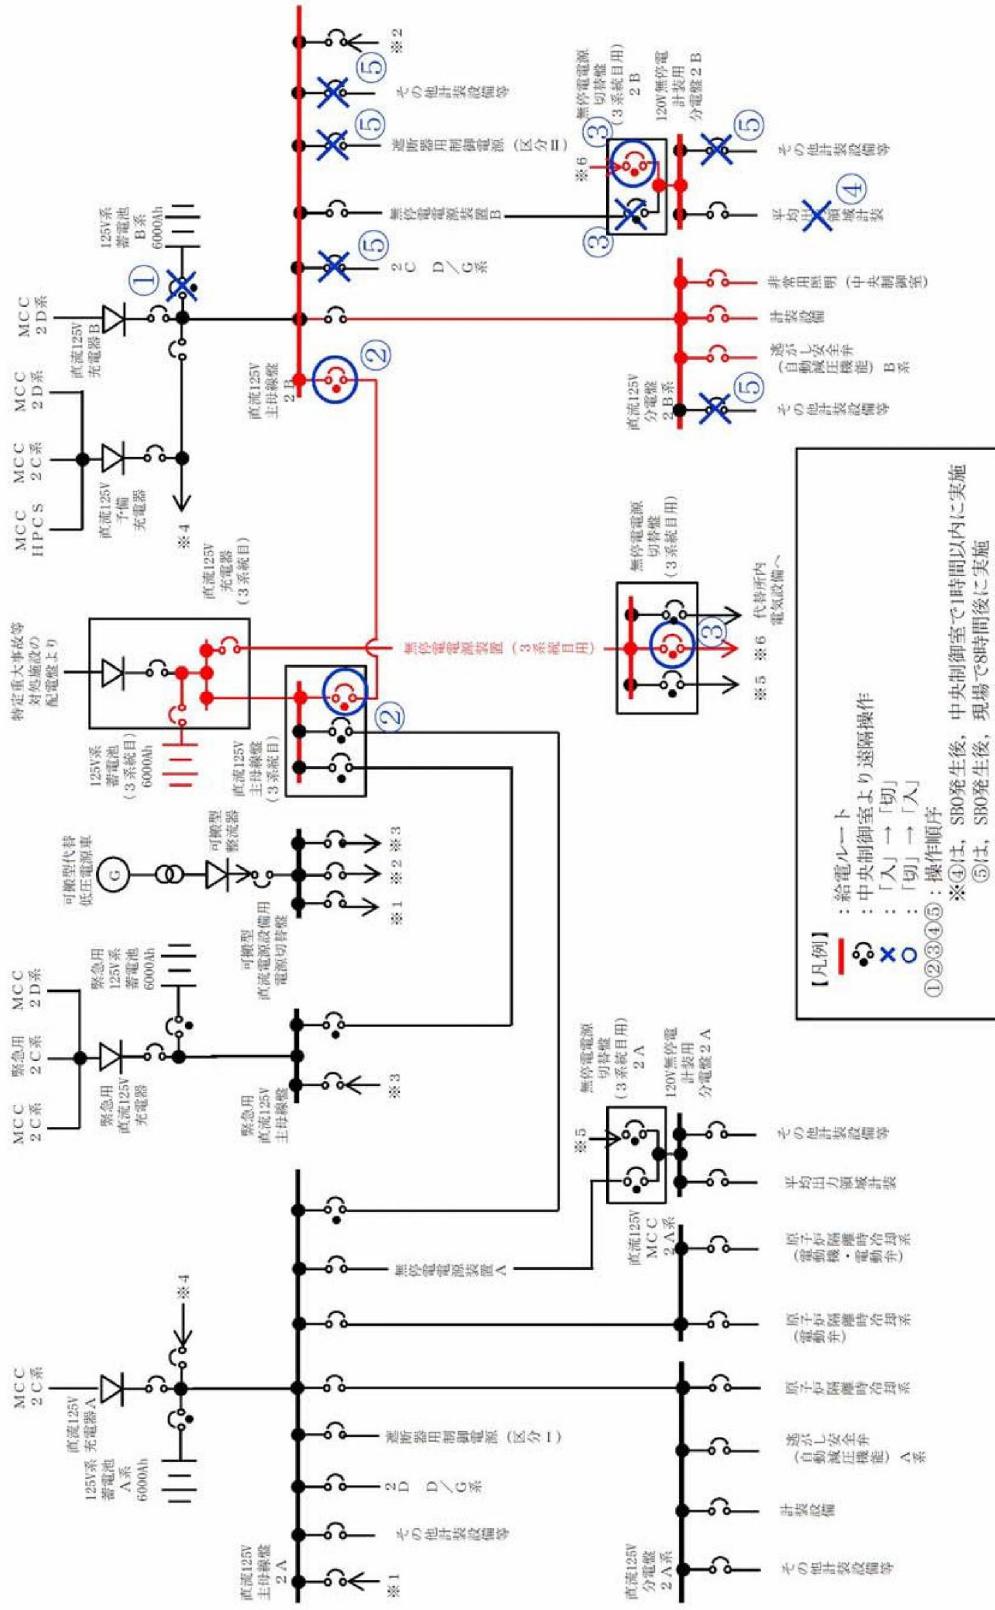 MCC
2C系
直流125V
充電器A
125V系
蓄電池
A系
6000Ah
※4
直流125V
主母線盤
2A
※1
その他計装設備等
2D D/G系
遮断器用制御電源（区分Ⅰ）
無停電電源装置A
直流125V
分電盤
2A系
その他計装設備等
計装設備
逃がし安全弁
（自動減圧機能）A系
原子炉隔離時冷却系
直流125V
MCC
2A系
原子炉隔離時冷却系
（電動弁）
原子炉隔離時冷却系
（電動機・電動弁）
無停電電源
切替盤
（3系統目用）
2A
※5
120V無停電
計装用
分電盤2A
平均出力領域計装
その他計装設備等
MCC
2C系
緊急用
2C系
MCC
2D系
緊急用
直流125V
充電器
緊急用
125V系
蓄電池
6000Ah
緊急用
直流125V
主母線盤
※3
可搬型代替
低圧電源車
G
可搬型
整流器
可搬型
直流電源設備用
電源切替盤
※1
※2
※3
特定重大事故等
対処施設の
配電盤より
125V系
蓄電池
（3系統目）
6000Ah
直流125V
充電器
（3系統目）
直流125V
主母線盤
（3系統目）
②
無停電電源装置（3系統目用）
無停電電源
切替盤
（3系統目用）
③
※5
※6
代替所内
電気設備へ
MCC
HPCS
MCC
2C系
MCC
2D系
直流125V
予備
充電器
※4
MCC
2D系
直流125V
充電器B
①
125V系
蓄電池
B系
6000Ah
直流125V
主母線盤
2B
②
⑤
2C D/G系
無停電電源装置B
⑤
遮断器用制御電源（区分Ⅱ）
⑤
その他計装設備等
※2
直流125V
分電盤
2B系
⑤
その他計装設備等
逃がし安全弁
（自動減圧機能）B系
計装設備
非常用照明（中央制御室）
無停電電源
切替盤
（3系統目用）
2B
③
③
※6
120V無停電
計装用
分電盤2B
④
平均出力領域計装
⑤
その他計装設備等
【凡例】
：給電ルート
：中央制御室より遠隔操作
：「入」→「切」
：「切」→「入」
①②③④⑤：操作順序
※④は，SBO発生後，中央制御室で1時間以内に実施
⑤は，SBO発生後，現場で8時間後に実施